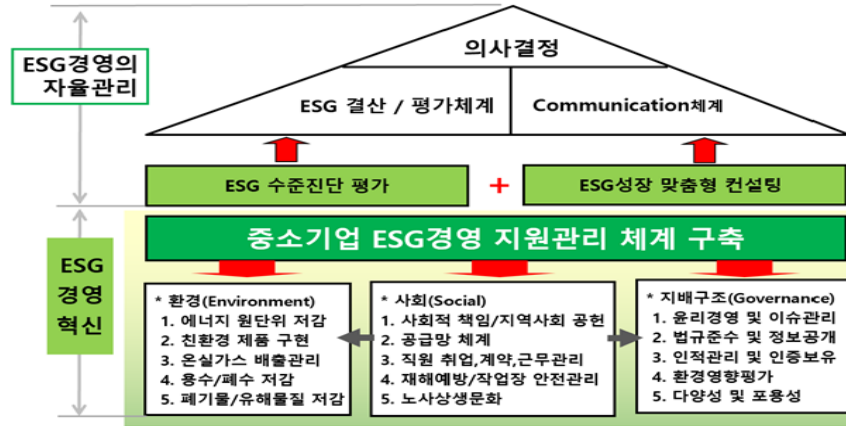 의사결정
ESG경영의
자율관리
ESG 결산 / 평가체계
Communication체계
ESG 수준진단 평가
+
ESG성장 맞춤형 컨설팅
중소기업 ESG경영 지원관리 체계 구축
ESG
경영
혁신
* 환경(Environment)
1. 에너지 원단위 저감
2. 친환경 제품 구현
3. 온실가스 배출관리
4. 용수/폐수 저감
5. 폐기물/유해물질 저감
* 사회(Social)
1. 사회적 책임/지역사회 공헌
2. 공급망 체계
3. 직원 취업,계약,근무관리
4. 재해예방/작업장 안전관리
5. 노사상생문화
* 지배구조(Governance)
1. 윤리경영 및 이슈관리
2. 법규준수 및 정보공개
3. 인적관리 및 인증보유
4. 환경영향평가
5. 다양성 및 포용성